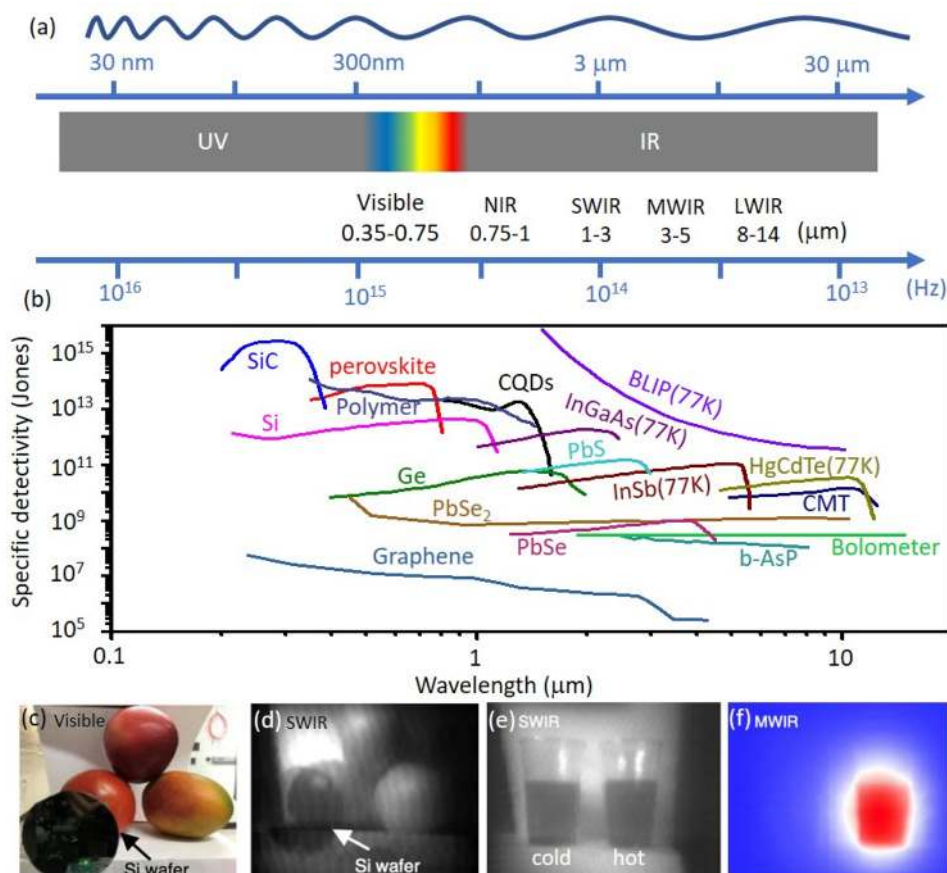 (a)
30 nm 300nm 3 μm 30 μm
UV IR
Visible NIR SWIR MWIR LWIR
0.35-0.75 0.75-1 1-3 3-5 8-14 (μm)
10¹⁶ 10¹⁵ 10¹⁴ 10¹³ (Hz)
(b)
Specific detectivity (Jones)
10¹⁵
10¹³
10¹¹
10⁹
10⁷
10⁵
SiC
perovskite
Polymer
CQDs
BLIP(77K)
Si
InGaAs(77K)
PbS
Ge
InSb(77K)
HgCdTe(77K)
CMT
PbSe₂
PbSe
Bolometer
b-AsP
Graphene
0.1 1 10
Wavelength (μm)
(c) Visible
Si wafer
(d) SWIR
Si wafer
(e) SWIR
cold hot
(f) MWIR